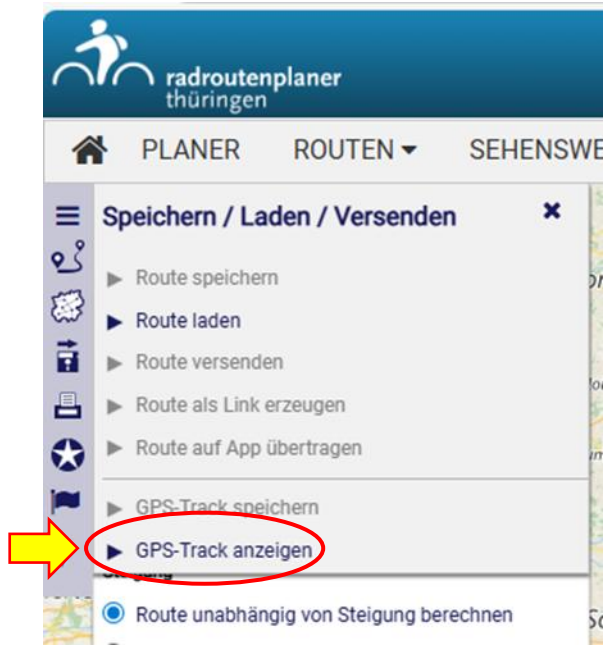 radroutenplaner
thüringen
PLANER ROUTEN SEHENSWE
Speichern / Laden / Versenden
Route speichern
Route laden
Route versenden
Route als Link erzeugen
Route auf App übertragen
GPS-Track speichern
GPS-Track anzeigen
Steigung
Route unabhängig von Steigung berechnen